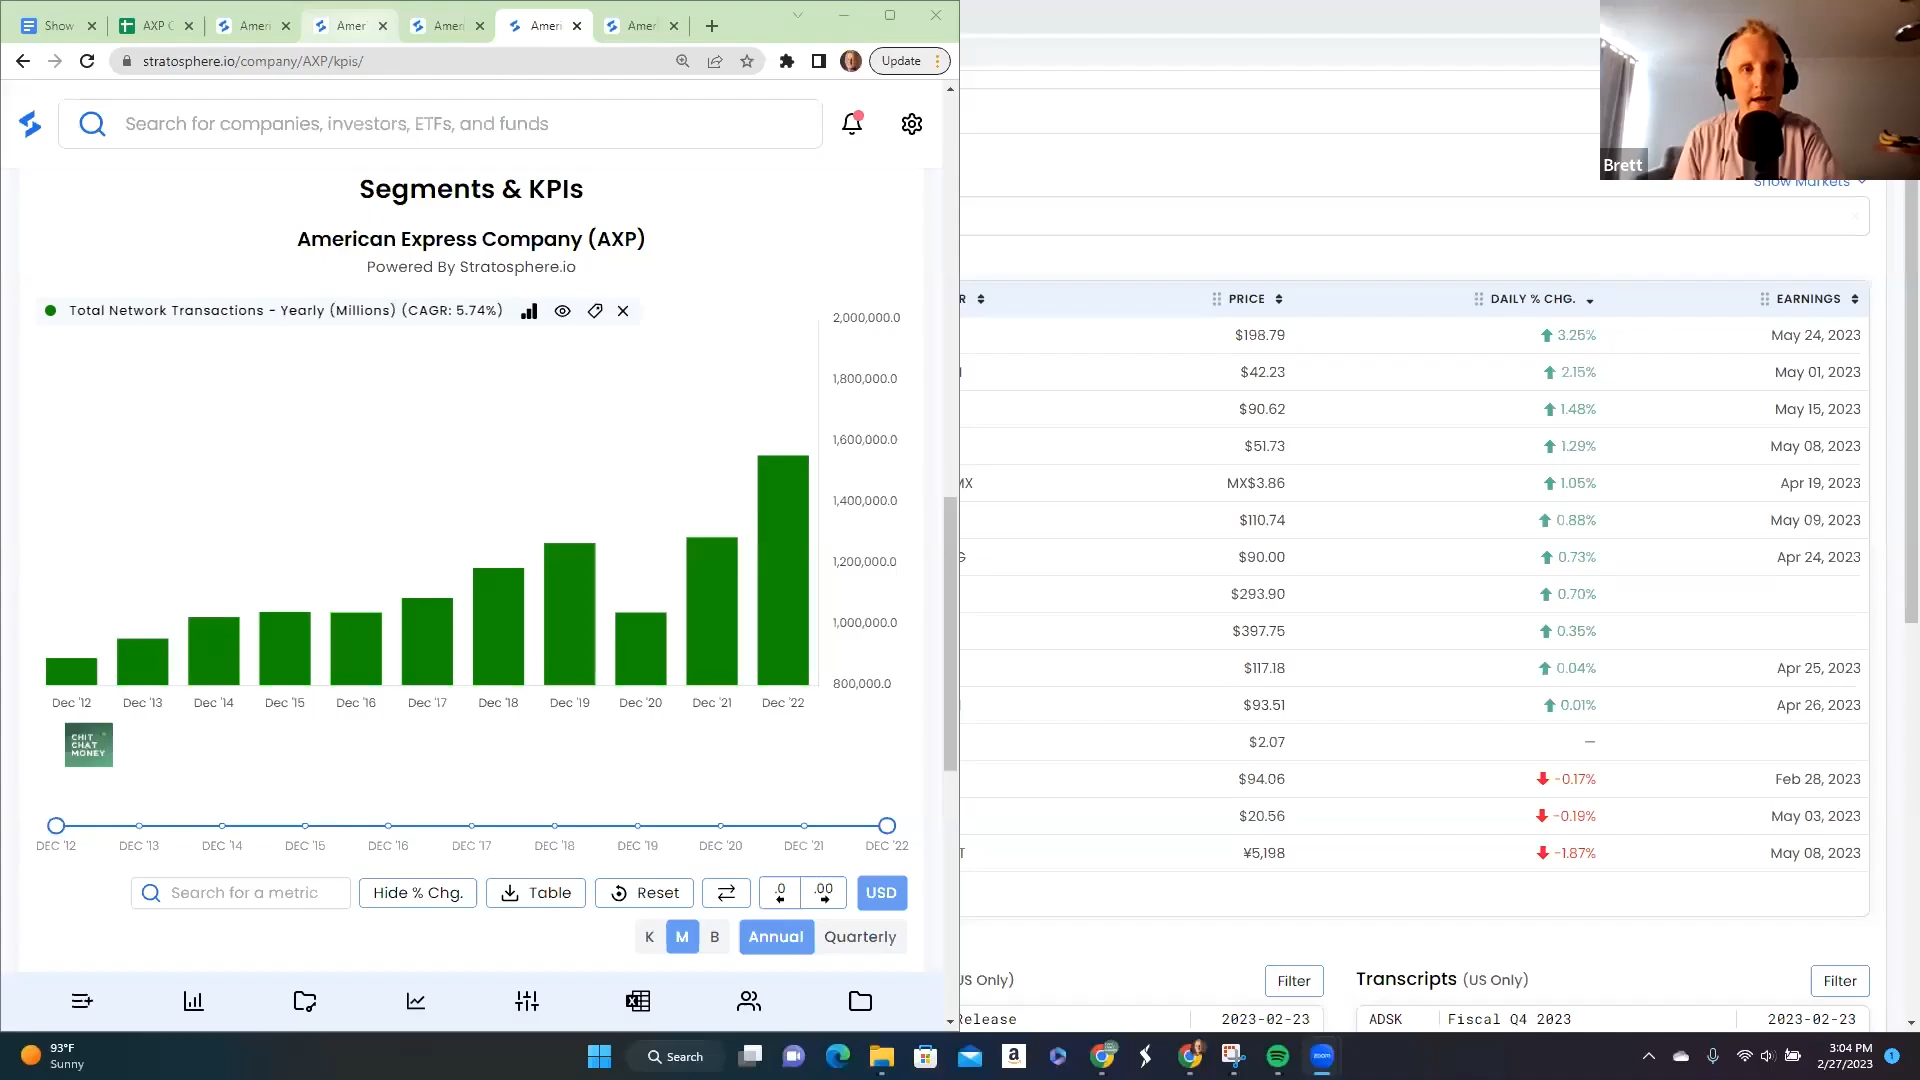 Show
AXP C
Ameri
Amer
Ameri
Ameri
Amer
stratosphere.io/company/AXP/kpis/
Update
Search for companies, investors, ETFs, and funds
Segments & KPIs
American Express Company (AXP)
Powered By Stratosphere.io
Total Network Transactions - Yearly (Millions) (CAGR: 5.74%)
2,000,000.0
1,800,000.0
1,600,000.0
1,400,000.0
1,200,000.0
1,000,000.0
800,000.0
Dec '12 Dec '13 Dec '14 Dec '15 Dec '16 Dec '17 Dec '18 Dec '19 Dec '20 Dec '21 Dec '22
CHIT
CHAT
MONEY
DEC '12 DEC '13 DEC '14 DEC '15 DEC '16 DEC '17 DEC '18 DEC '19 DEC '20 DEC '21 DEC '22
Search for a metric Hide % Chg. Table Reset .0 .00 USD
K M B Annual Quarterly
Brett
Show Markets
R PRICE DAILY % CHG. EARNINGS
$198.79 3.25% May 24, 2023
$42.23 2.15% May 01, 2023
$90.62 1.48% May 15, 2023
$51.73 1.29% May 08, 2023
MX MX$3.86 1.05% Apr 19, 2023
$110.74 0.88% May 09, 2023
G $90.00 0.73% Apr 24, 2023
$293.90 0.70%
$397.75 0.35%
$117.18 0.04% Apr 25, 2023
$93.51 0.01% Apr 26, 2023
$2.07 —
$94.06 -0.17% Feb 28, 2023
$20.56 -0.19% May 03, 2023
T ¥5,198 -1.87% May 08, 2023
US Only) Filter
Transcripts (US Only) Filter
Release 2023-02-23
ADSK Fiscal Q4 2023 2023-02-23
93°F
Sunny
Search
zoom
3:04 PM
2/27/2023
1